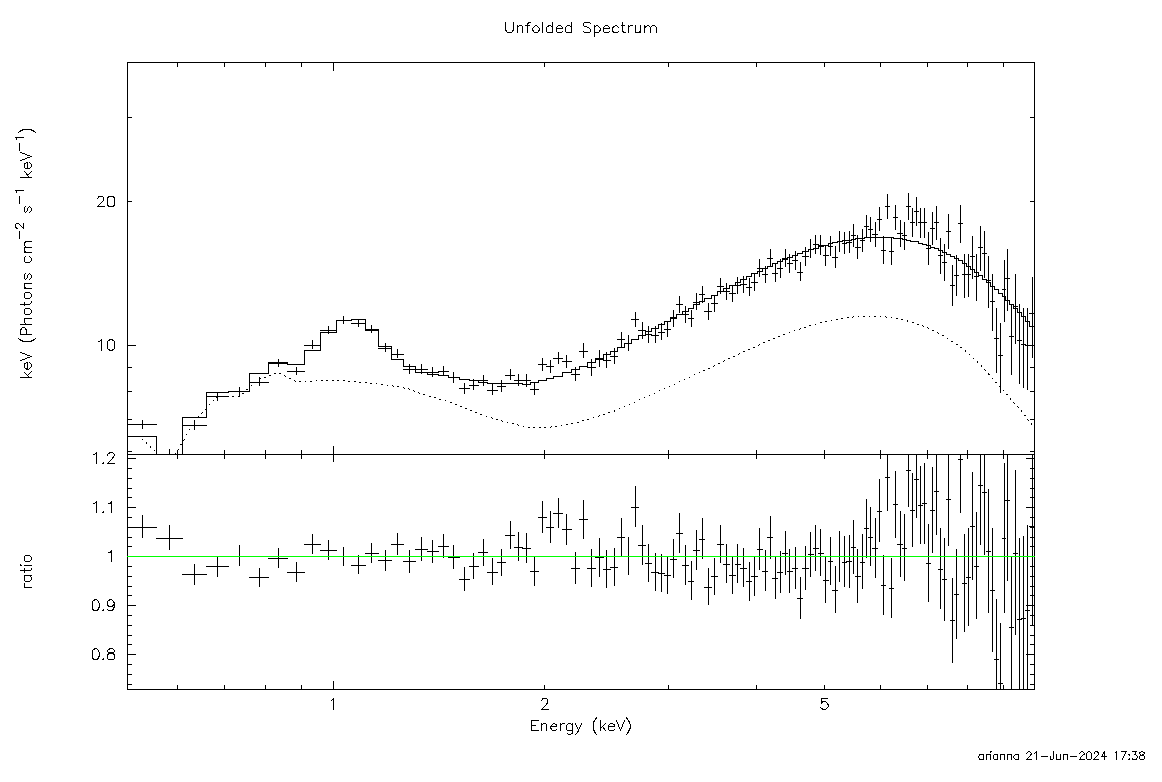 Unfolded Spectrum
keV (Photons cm−2 s−1 keV−1)
20
10
1.2
1.1
1
0.9
0.8
ratio
1 2 5
Energy (keV)
arianna 21−Jun−2024 17:38